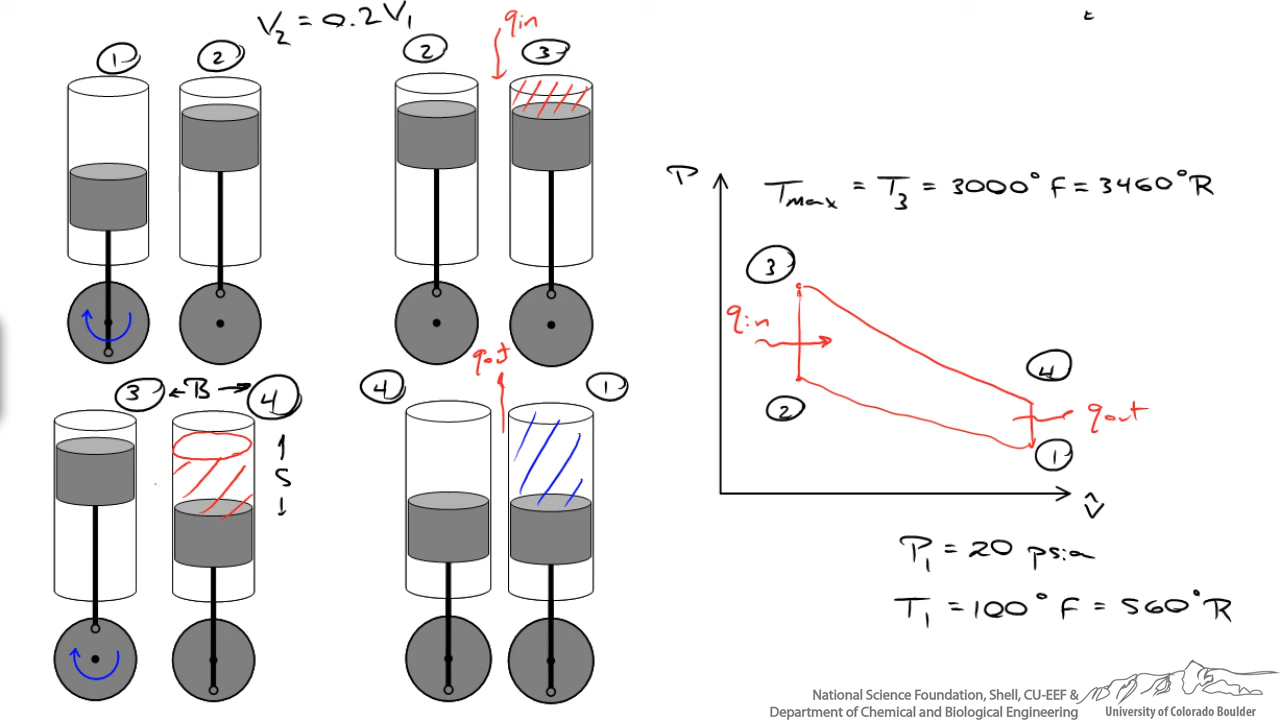 V₂ = 0.2V₁
qin
① ② ② ③
t
P
Tmax = T₃ = 3000°F = 3460°R
③
qin
②
④
qout
①
V̂
qout
③ ← B → ④
S
④ ①
P₁ = 20 psia
T₁ = 100°F = 560°R
National Science Foundation, Shell, CU-EEF &
Department of Chemical and Biological Engineering
University of Colorado Boulder